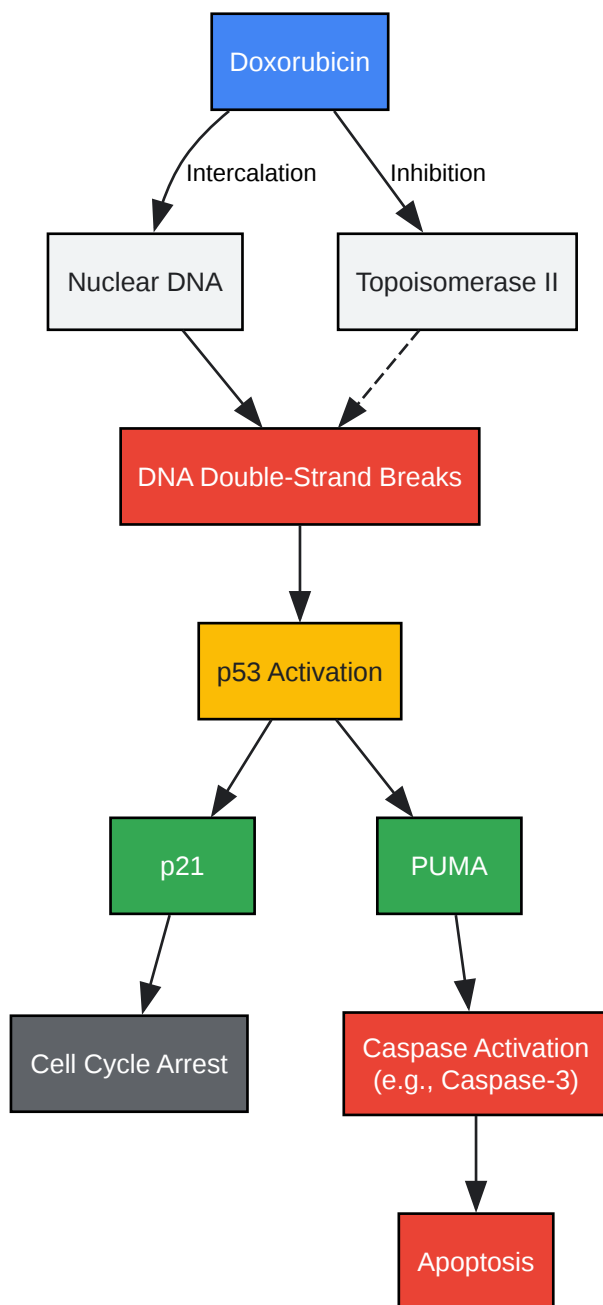 Doxorubicin
Intercalation
Inhibition
Nuclear DNA
Topoisomerase II
DNA Double-Strand Breaks
p53 Activation
p21
PUMA
Cell Cycle Arrest
Caspase Activation
(e.g., Caspase-3)
Apoptosis